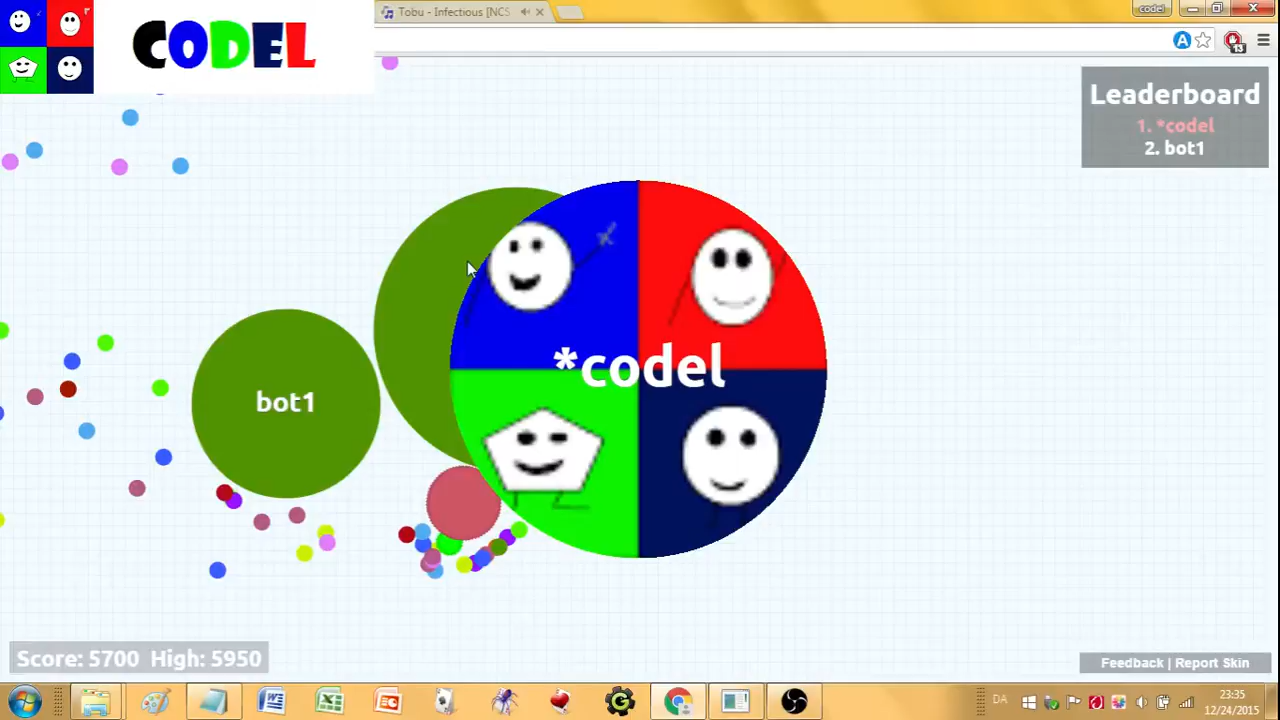 Tobu - Infectious [NCS
codel
CODEL
A
13
Leaderboard
1. *codel
2. bot1
*codel
bot1
Score: 5700 High: 5950
Feedback | Report Skin
DA
23:35
12/24/2015